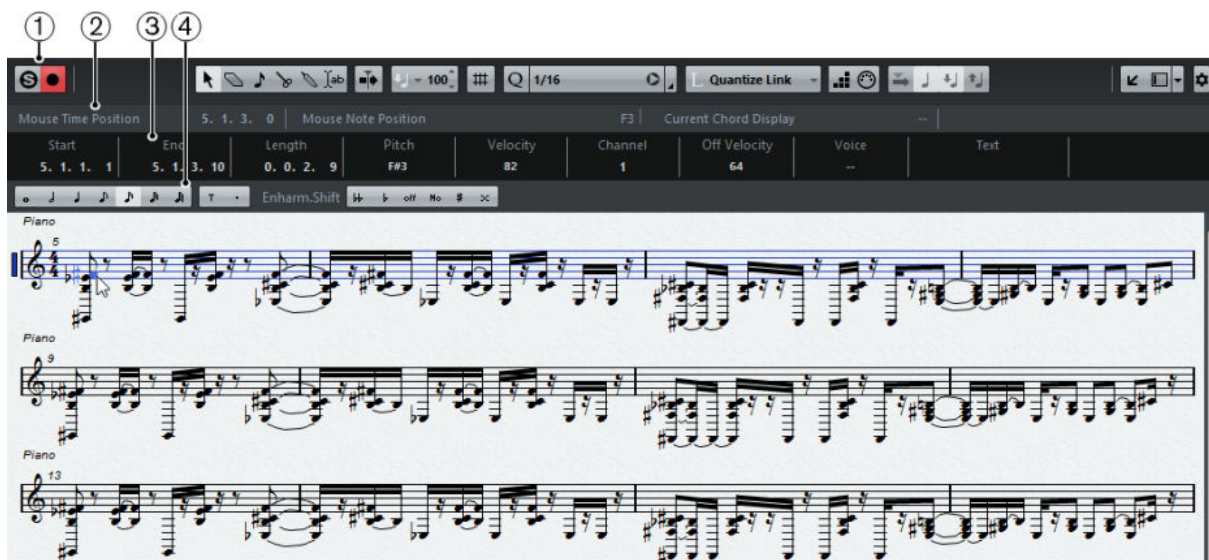 1 2 3 4
S ab 100 Q 1/16 L Quantize Link
Mouse Time Position 5. 1. 3. 0 Mouse Note Position F3 Current Chord Display --
Start End Length Pitch Velocity Channel Off Velocity Voice Text
5. 1. 1. 1 5. 1. 3. 10 0. 0. 2. 9 F#3 82 1 64 --
T . Enharm.Shift off No #
Piano
5
4
4
Piano
9
Piano
13